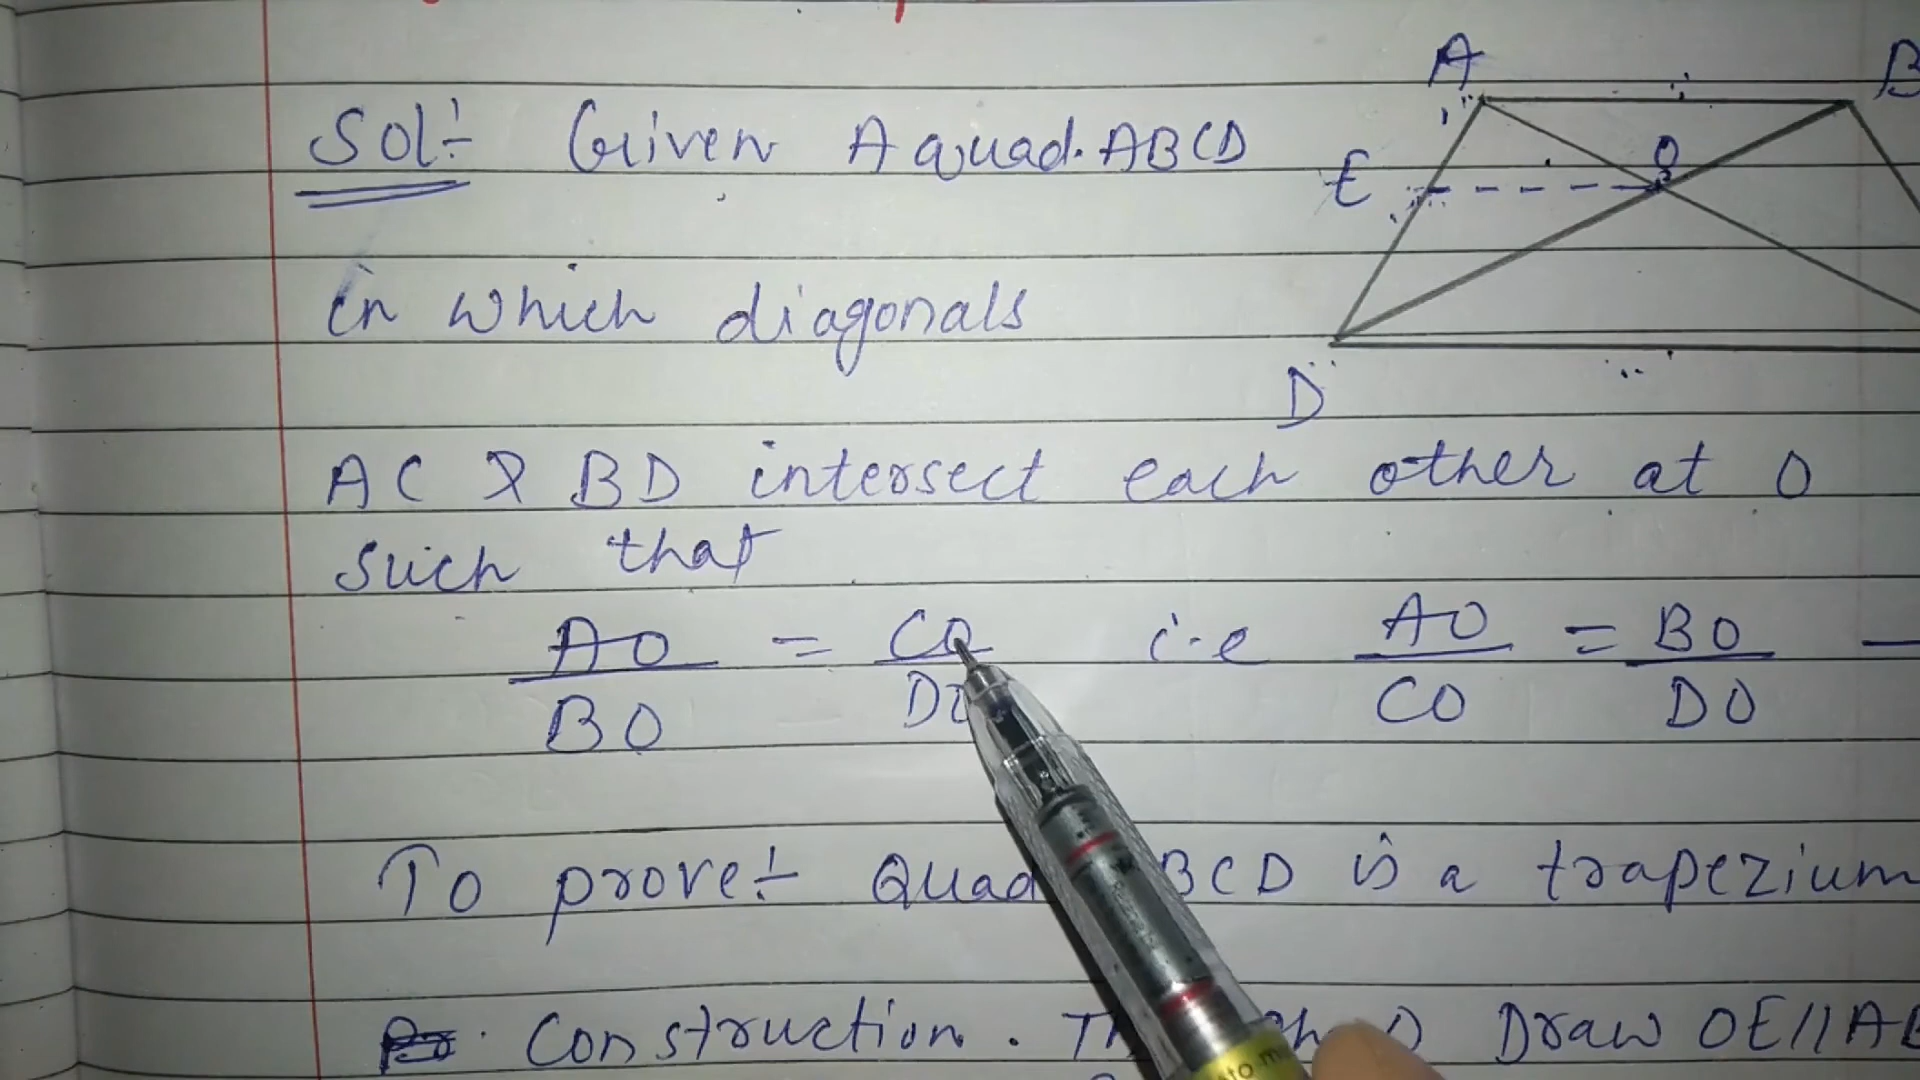 A B
Sol:- Given A quad. ABCD
E O
in which diagonals
D
AC & BD intersect each other at O
such that
AO/BO = CO/DO i.e AO/CO = BO/DO —
To prove:- Quad BCD is a trapezium
Construction. Draw OE//AB